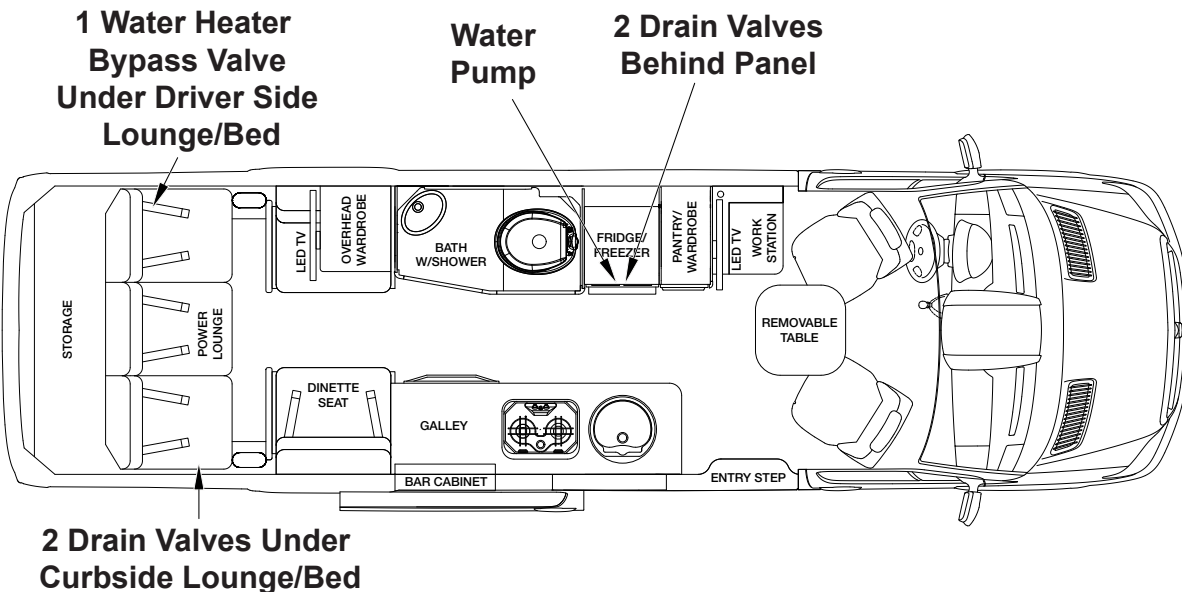 1 Water Heater
Bypass Valve
Under Driver Side
Lounge/Bed
Water
Pump
2 Drain Valves
Behind Panel
STORAGE
POWER
LOUNGE
LED TV
OVERHEAD
WARDROBE
BATH
W/SHOWER
FRIDGE/
FREEZER
PANTRY/
WARDROBE
LED TV
WORK
STATION
REMOVABLE
TABLE
DINETTE
SEAT
GALLEY
BAR CABINET
ENTRY STEP
2 Drain Valves Under
Curbside Lounge/Bed